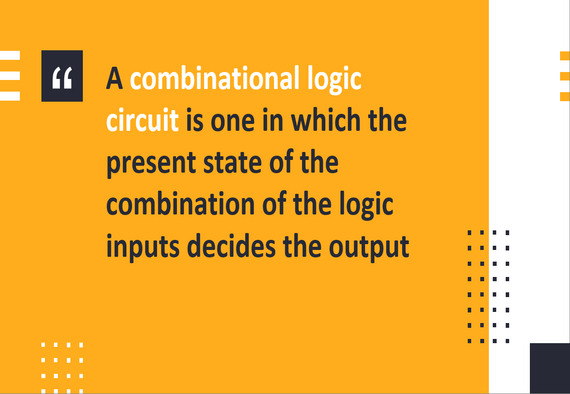 “
A combinational logic
circuit is one in which the
present state of the
combination of the logic
inputs decides the output